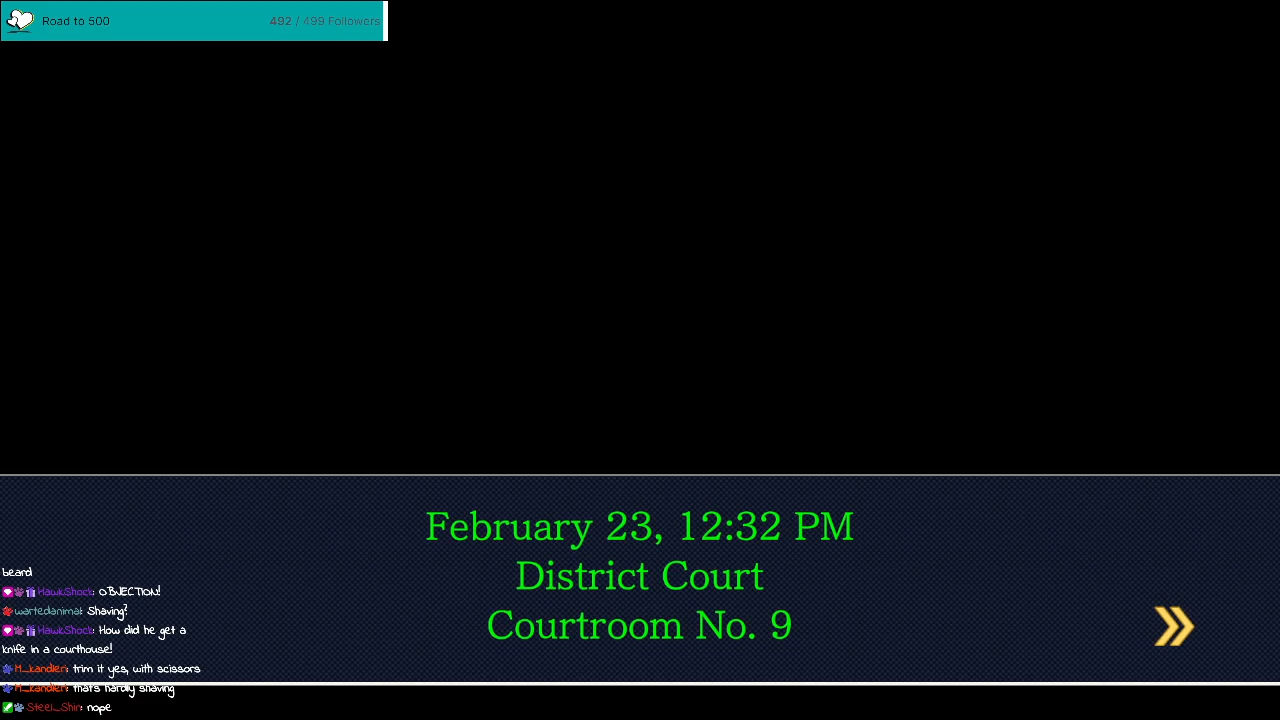 Road to 500 492 / 499 Followers
February 23, 12:32 PM
District Court
Courtroom No. 9
beard
HawkShock: OBJECTION!
wartedanimal: Shaving?
HawkShock: How did he get a
knife in a courthouse!
M_kandler: trim it yes, with scissors
M_kandler: thats hardly shaving
Steel_Shin: nope